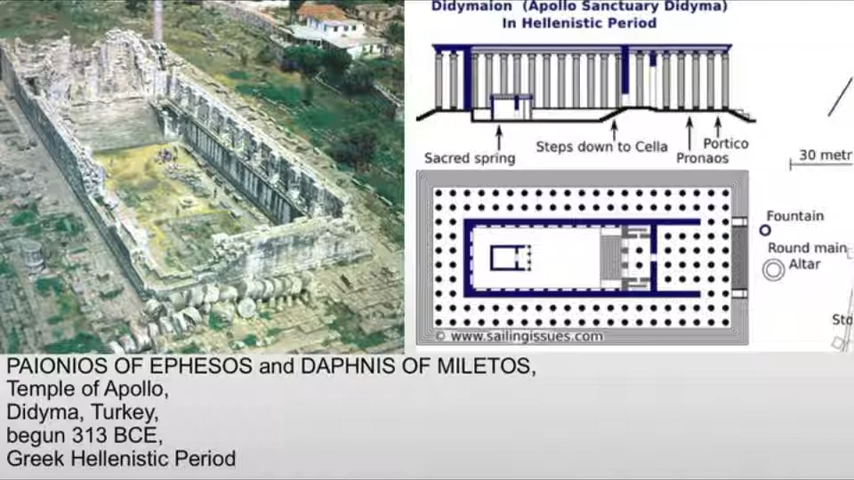 Didymaion (Apollo Sanctuary Didyma)
In Hellenistic Period
Sacred spring
Steps down to Cella
Pronaos
Portico
30 metr
Fountain
Round main
Altar
Sto
© www.sailingissues.com
PAIONIOS OF EPHESOS and DAPHNIS OF MILETOS,
Temple of Apollo,
Didyma, Turkey,
begun 313 BCE,
Greek Hellenistic Period